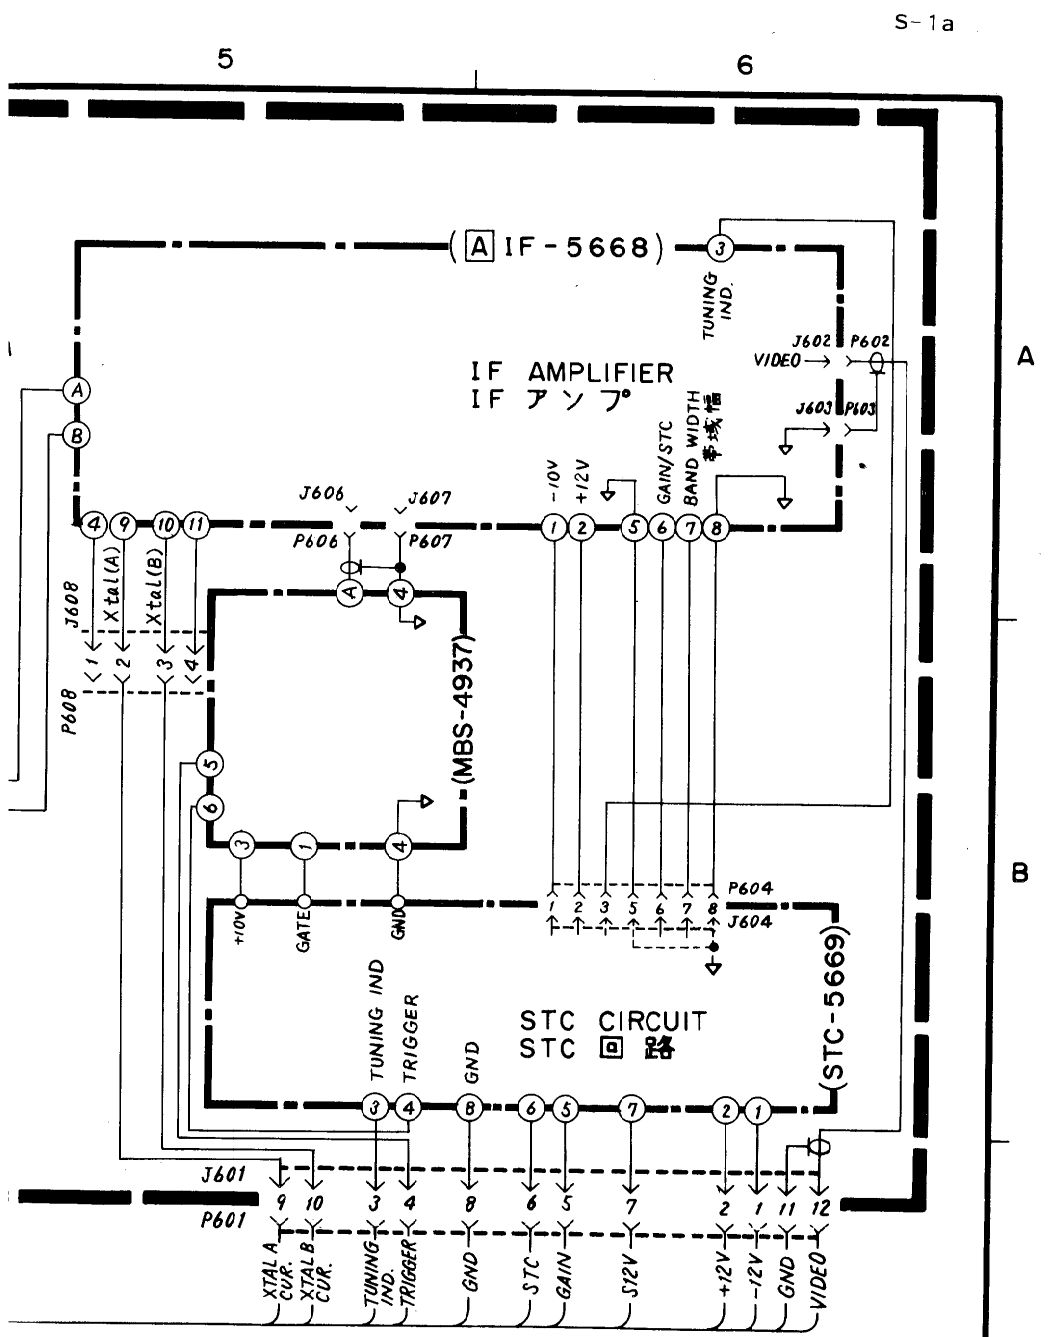 S-1a
5
6
(A IF-5668)
3
TUNING
IND.
J602 P602
VIDEO
A
IF AMPLIFIER
IF アンプ
A
J603 P603
B
-10V
+12V
GAIN/STC
BAND WIDTH
帯域幅
J606
J607
4 9 10 11
1 2 5 6 7 8
P606
P607
Xtal(A)
Xtal(B)
J608
A 4
1 2 3 4
P608
(MBS-4937)
5
6
3 1 4
B
P604
1 2 3 5 6 7 8
J604
+10V
GATE
GND
(STC-5669)
TUNING IND
TRIGGER
GND
STC CIRCUIT
STC 回路
3 4 8 6 5 7 2 1
J601
9 10 3 4 8 6 5 7 2 1 11 12
P601
XTAL A
CUR.
XTAL B
CUR.
TUNING
IND.
TRIGGER
GND
STC
GAIN
S12V
+12V
-12V
GND
VIDEO